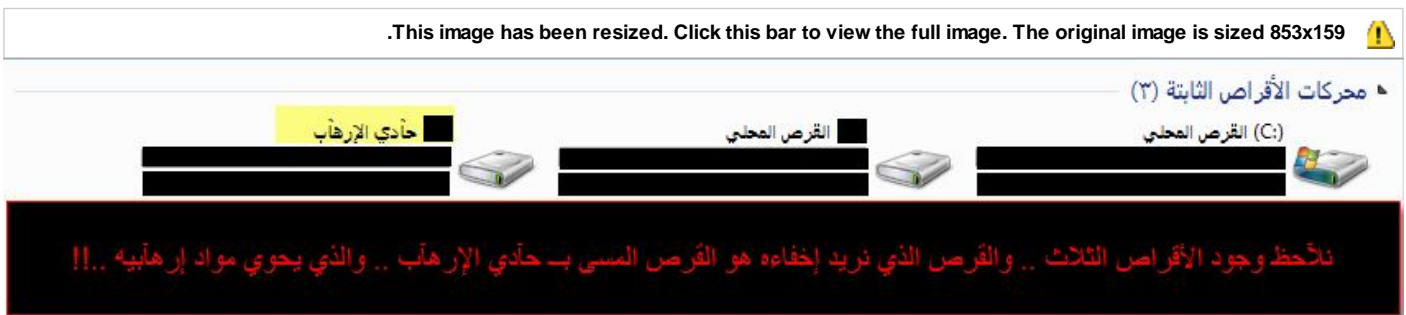 .This image has been resized. Click this bar to view the full image. The original image is sized 853x159
محركات الأقراص الثابتة (٣)
القرص المحلي (C:)
القرص المحلي
حآدي الإرهآب
نلآحظ وجود الأقراص الثلاث .. والقرص الذي نريد إخفاءه هو القرص المسى بـــ حآدي الإرهآب .. والذي يحوي مواد إرهآبيه ..!!